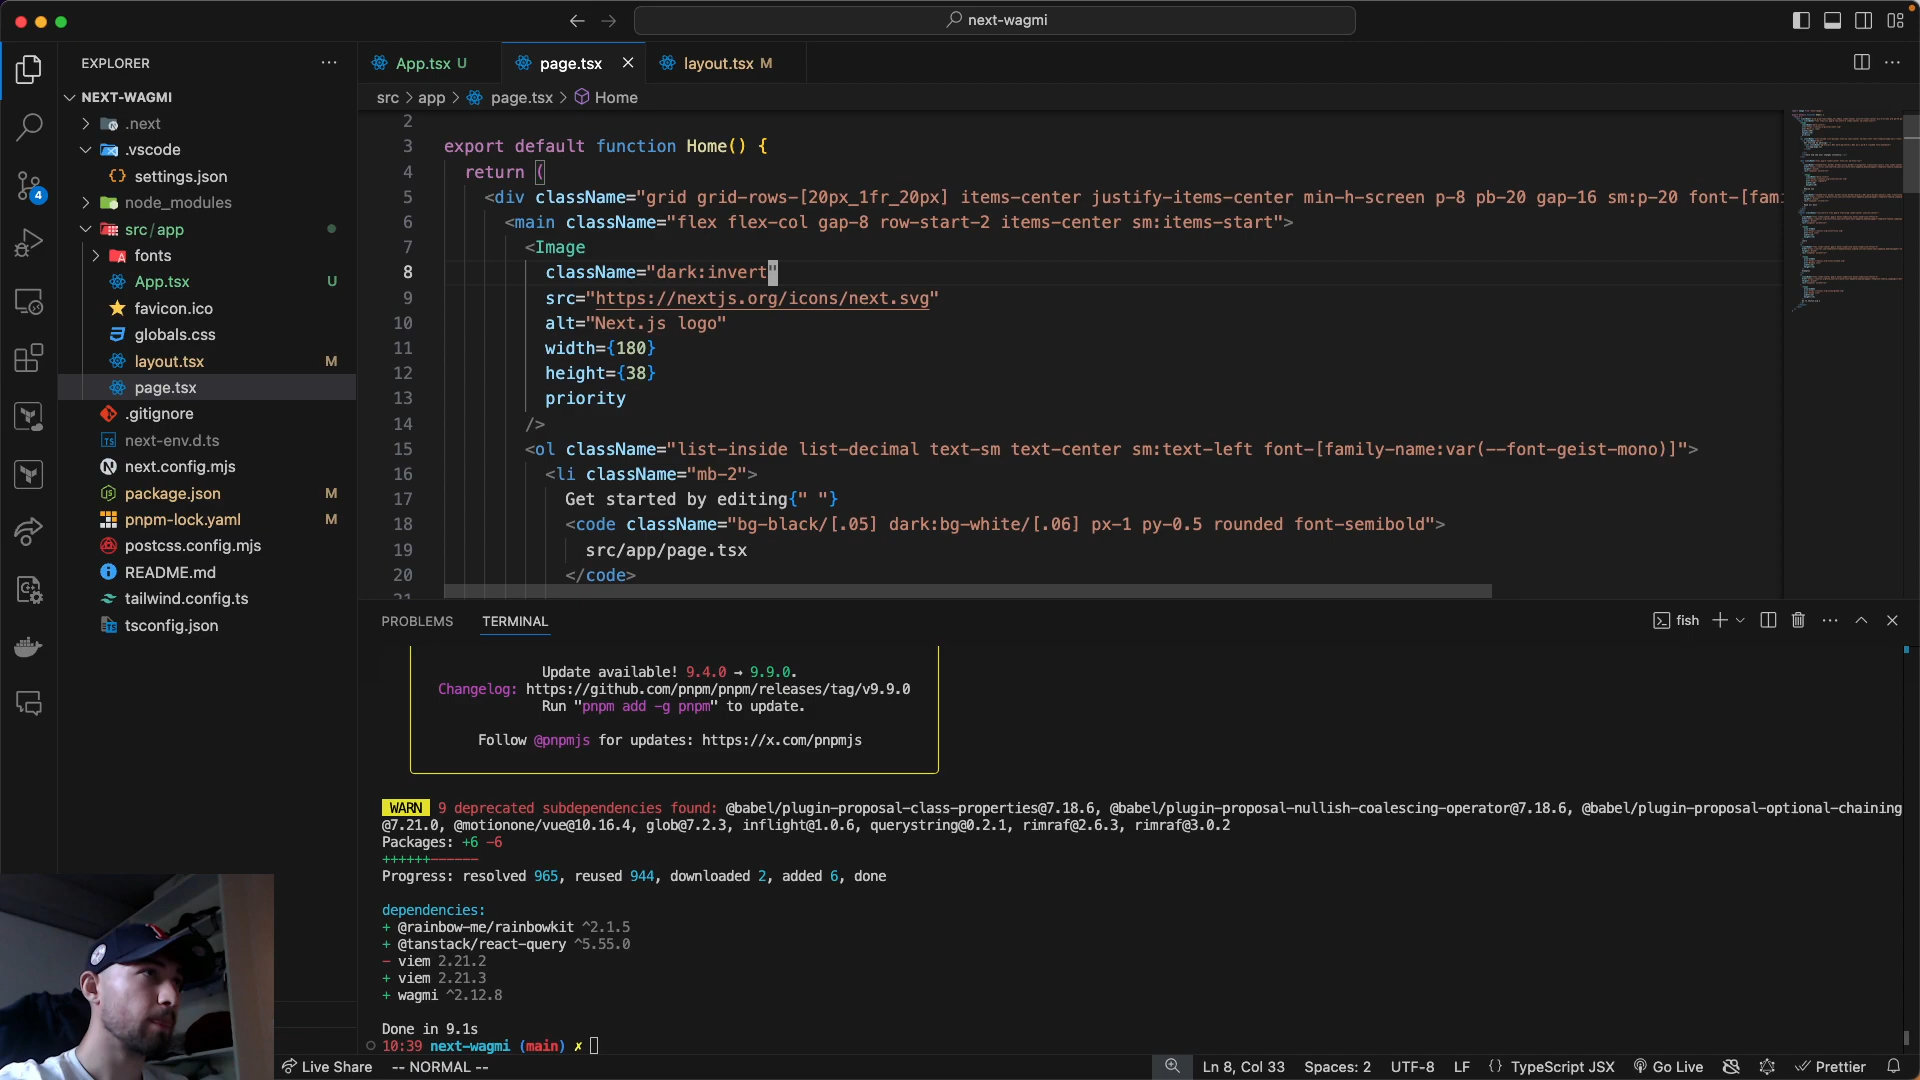 next-wagmi
EXPLORER
NEXT-WAGMI
.next
.vscode
settings.json
node_modules
src/app
fonts
App.tsx U
favicon.ico
globals.css
layout.tsx M
page.tsx
.gitignore
next-env.d.ts
next.config.mjs
package.json M
pnpm-lock.yaml M
postcss.config.mjs
README.md
tailwind.config.ts
tsconfig.json
4
App.tsx U
page.tsx
layout.tsx M
src > app > page.tsx > Home
2
3 export default function Home() {
4 return (
5 <div className="grid grid-rows-[20px_1fr_20px] items-center justify-items-center min-h-screen p-8 pb-20 gap-16 sm:p-20 font-[fami
6 <main className="flex flex-col gap-8 row-start-2 items-center sm:items-start">
7 <Image
8 className="dark:invert"
9 src="https://nextjs.org/icons/next.svg"
10 alt="Next.js logo"
11 width={180}
12 height={38}
13 priority
14 />
15 <ol className="list-inside list-decimal text-sm text-center sm:text-left font-[family-name:var(--font-geist-mono)]">
16 <li className="mb-2">
17 Get started by editing{" "}
18 <code className="bg-black/[.05] dark:bg-white/[.06] px-1 py-0.5 rounded font-semibold">
19 src/app/page.tsx
20 </code>
21
PROBLEMS TERMINAL
fish
Update available! 9.4.0 → 9.9.0.
Changelog: https://github.com/pnpm/pnpm/releases/tag/v9.9.0
Run "pnpm add -g pnpm" to update.
Follow @pnpmjs for updates: https://x.com/pnpmjs
WARN 9 deprecated subdependencies found: @babel/plugin-proposal-class-properties@7.18.6, @babel/plugin-proposal-nullish-coalescing-operator@7.18.6, @babel/plugin-proposal-optional-chaining
@7.21.0, @motionone/vue@10.16.4, glob@7.2.3, inflight@1.0.6, querystring@0.2.1, rimraf@2.6.3, rimraf@3.0.2
Packages: +6 -6
++++++------
Progress: resolved 965, reused 944, downloaded 2, added 6, done
dependencies:
+ @rainbow-me/rainbowkit ^2.1.5
+ @tanstack/react-query ^5.55.0
- viem 2.21.2
+ viem 2.21.3
+ wagmi ^2.12.8
Done in 9.1s
10:39 next-wagmi (main) ✗
Live Share -- NORMAL -- Ln 8, Col 33 Spaces: 2 UTF-8 LF {} TypeScript JSX Go Live Prettier